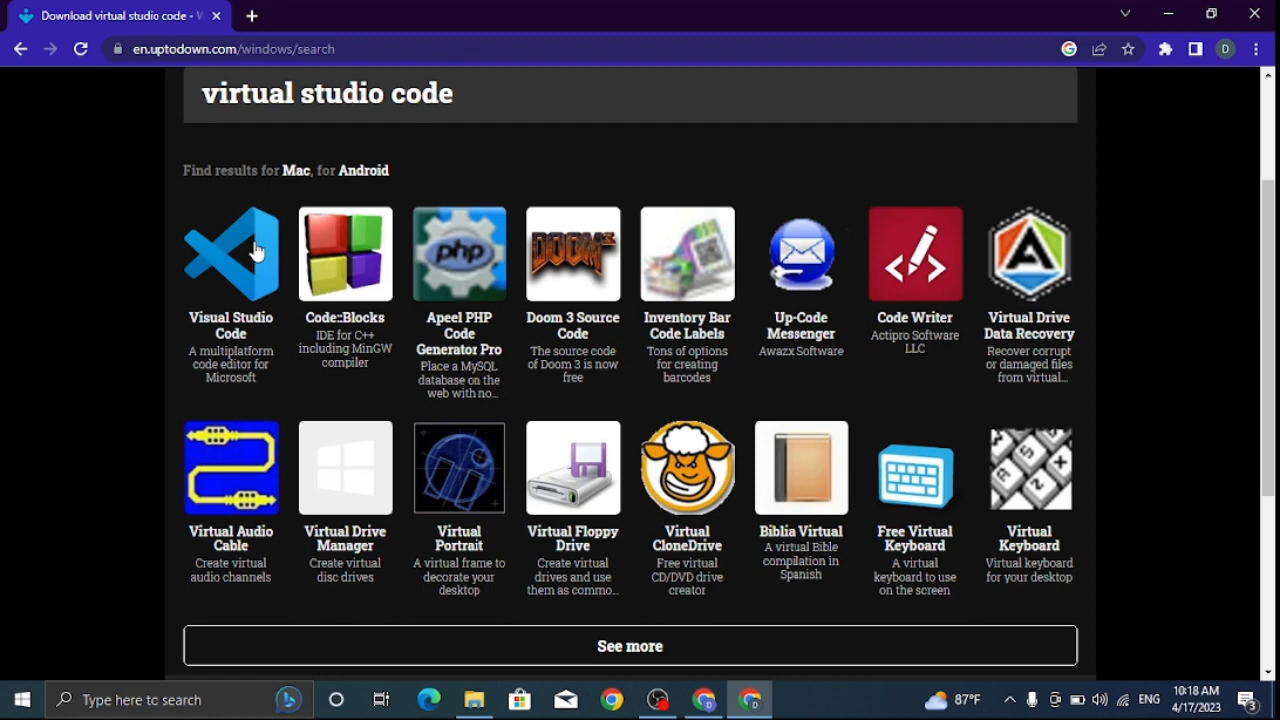 Download virtual studio code - W
en.uptodown.com/windows/search
D
virtual studio code
Find results for Mac, for Android
php
DOOM³
Visual Studio
Code
A multiplatform
code editor for
Microsoft
Code::Blocks
IDE for C++
including MinGW
compiler
Apeel PHP
Code
Generator Pro
Place a MySQL
database on the
web with no...
Doom 3 Source
Code
The source code
of Doom 3 is now
free
Inventory Bar
Code Labels
Tons of options
for creating
barcodes
Up-Code
Messenger
Awazx Software
Code Writer
Actipro Software
LLC
Virtual Drive
Data Recovery
Recover corrupt
or damaged files
from virtual...
Virtual Audio
Cable
Create virtual
audio channels
Virtual Drive
Manager
Create virtual
disc drives
Virtual
Portrait
A virtual frame to
decorate your
desktop
Virtual Floppy
Drive
Create virtual
drives and use
them as commo...
Virtual
CloneDrive
Free virtual
CD/DVD drive
creator
Biblia Virtual
A virtual Bible
compilation in
Spanish
Free Virtual
Keyboard
A virtual
keyboard to use
on the screen
Virtual
Keyboard
Virtual keyboard
for your desktop
See more
Type here to search
87°F
ENG
10:18 AM
4/17/2023
3